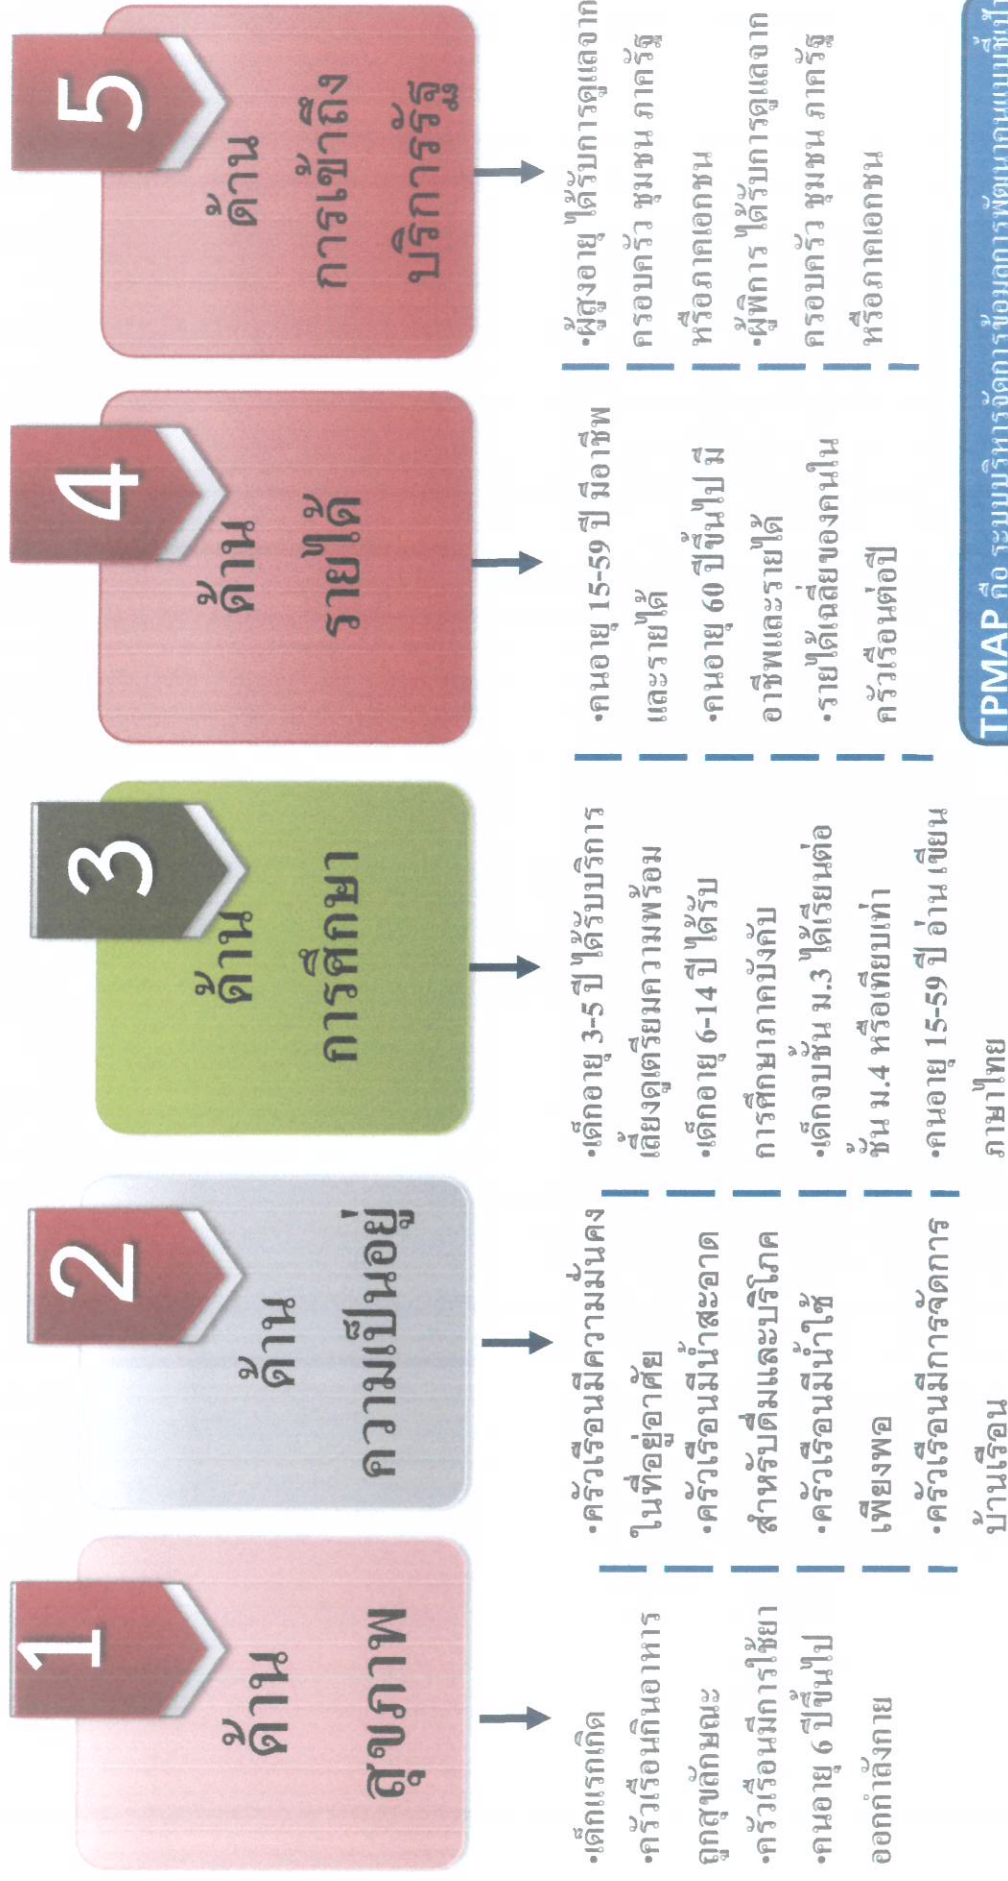 1
ด้าน
สุขภาพ
•เด็กแรกเกิด
•ครัวเรือนกินอาหาร
ถูกสุขลักษณะ
•ครัวเรือนมีการใช้ยา
•คนอายุ 6 ปีขึ้นไป
ออกกำลังกาย
2
ด้าน
ความเป็นอยู่
•ครัวเรือนมีความมั่นคง
ในที่อยู่อาศัย
•ครัวเรือนมีน้ำสะอาด
สำหรับดื่มและบริโภค
•ครัวเรือนมีน้ำใช้
เพียงพอ
•ครัวเรือนมีการจัดการ
บ้านเรือน
3
ด้าน
การศึกษา
•เด็กอายุ 3-5 ปี ได้รับบริการ
เลี้ยงดูเตรียมความพร้อม
•เด็กอายุ 6-14 ปี ได้รับ
การศึกษาภาคบังคับ
•เด็กจบชั้น ม.3 ได้เรียนต่อ
ชั้น ม.4 หรือเทียบเท่า
•คนอายุ 15-59 ปี อ่าน เขียน
ภาษาไทย
4
ด้าน
รายได้
•คนอายุ 15-59 ปี มีอาชีพ
และรายได้
•คนอายุ 60 ปีขึ้นไป มี
อาชีพและรายได้
•รายได้เฉลี่ยของคนใน
ครัวเรือนต่อปี
5
ด้าน
การเข้าถึง
บริการรัฐ
•ผู้สูงอายุ ได้รับการดูแลจาก
ครอบครัว ชุมชน ภาครัฐ
หรือภาคเอกชน
•ผู้พิการ ได้รับการดูแลจาก
ครอบครัว ชุมชน ภาครัฐ
หรือภาคเอกชน
TPMAP คือ ระบบบริหารจัดการข้อมูลการพัฒนาคนแบบชี้เป้า